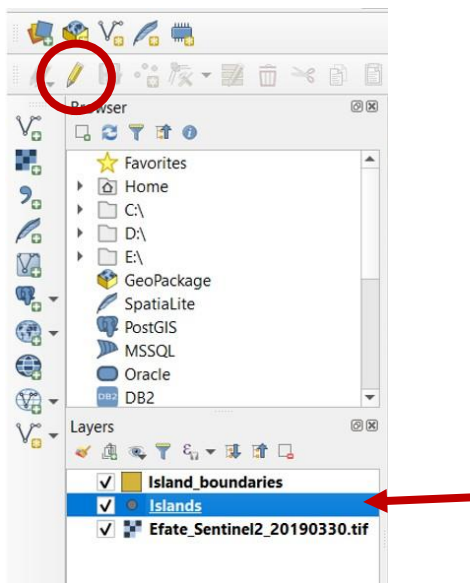 Browser
Favorites
Home
C:\
D:\
E:\
GeoPackage
SpatiaLite
PostGIS
MSSQL
Oracle
DB2 DB2
Layers
Island_boundaries
Islands
Efate_Sentinel2_20190330.tif